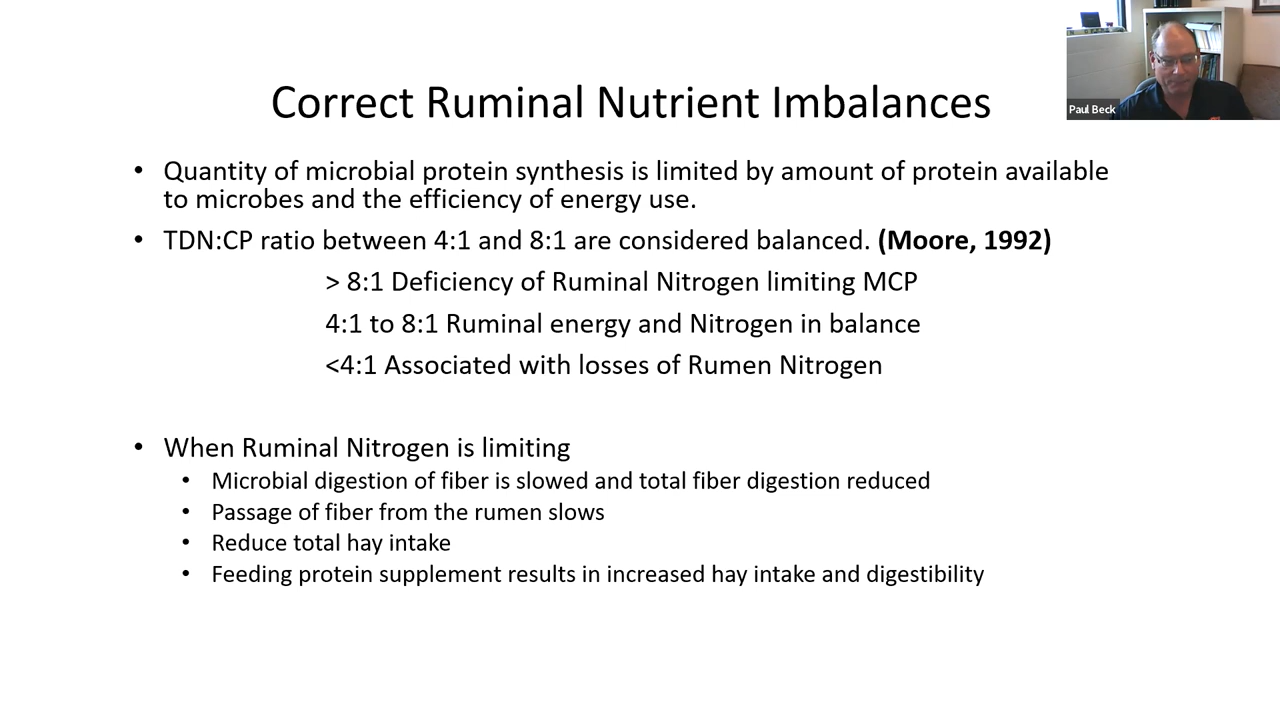 Correct Ruminal Nutrient Imbalances
Paul Beck
• Quantity of microbial protein synthesis is limited by amount of protein available
to microbes and the efficiency of energy use.
• TDN:CP ratio between 4:1 and 8:1 are considered balanced. (Moore, 1992)
> 8:1 Deficiency of Ruminal Nitrogen limiting MCP
4:1 to 8:1 Ruminal energy and Nitrogen in balance
<4:1 Associated with losses of Rumen Nitrogen
• When Ruminal Nitrogen is limiting
• Microbial digestion of fiber is slowed and total fiber digestion reduced
• Passage of fiber from the rumen slows
• Reduce total hay intake
• Feeding protein supplement results in increased hay intake and digestibility